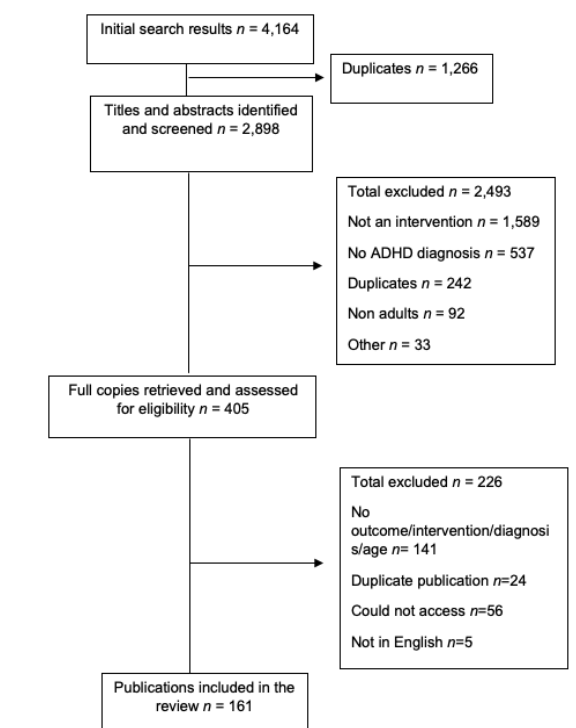 Initial search results n = 4,164
Duplicates n = 1,266
Titles and abstracts identified
and screened n = 2,898
Total excluded n = 2,493
Not an intervention n = 1,589
No ADHD diagnosis n = 537
Duplicates n = 242
Non adults n = 92
Other n = 33
Full copies retrieved and assessed
for eligibility n = 405
Total excluded n = 226
No
outcome/intervention/diagnosi
s/age n= 141
Duplicate publication n=24
Could not access n=56
Not in English n=5
Publications included in the
review n = 161